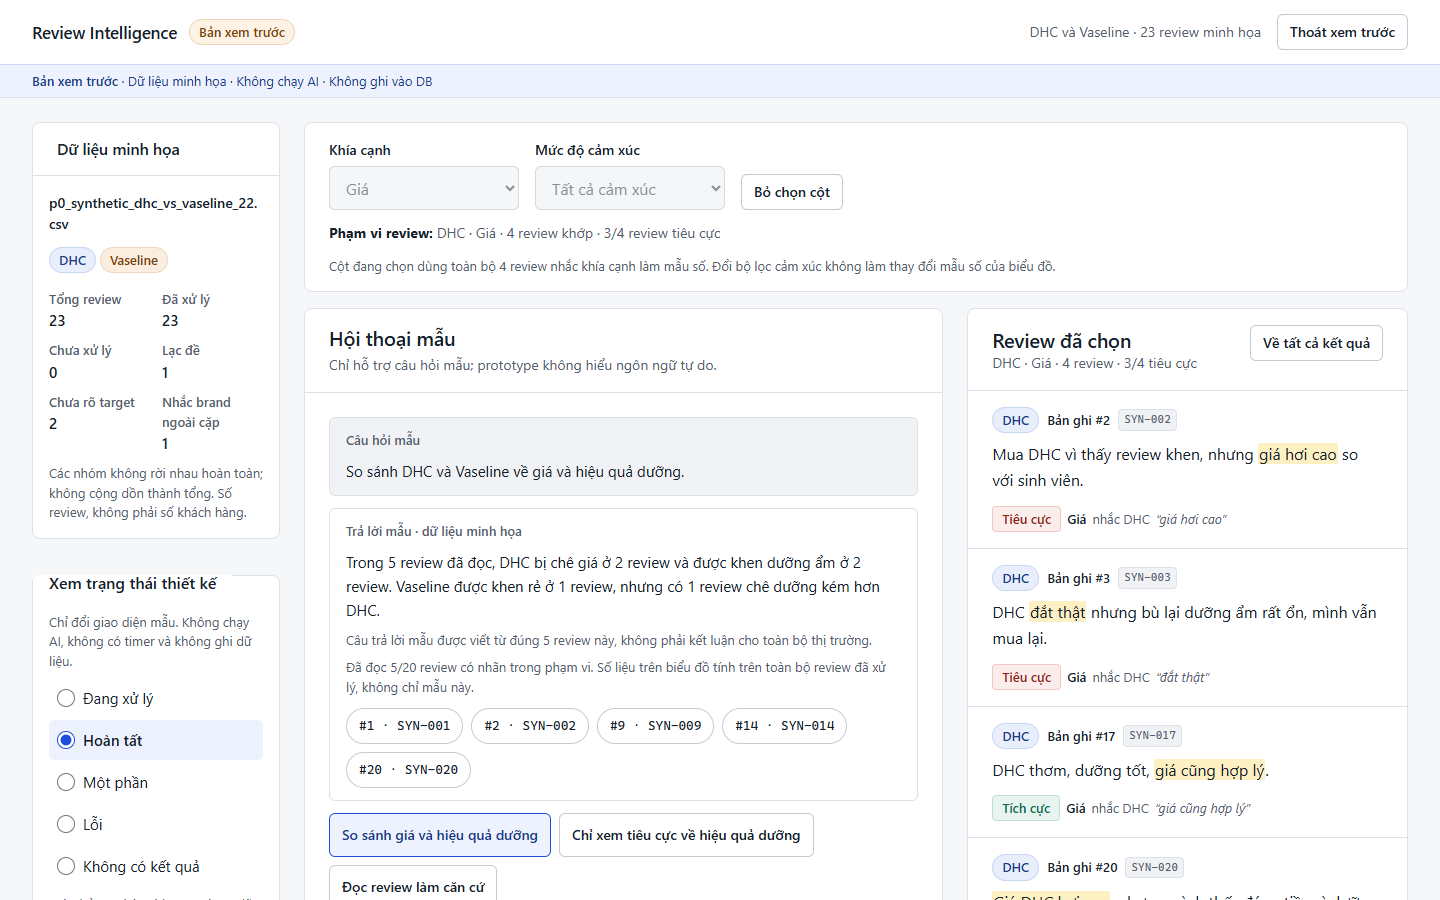 Review Intelligence
Bản xem trước
DHC và Vaseline · 23 review minh họa
Thoát xem trước
Bản xem trước · Dữ liệu minh họa · Không chạy AI · Không ghi vào DB
Dữ liệu minh họa
p0_synthetic_dhc_vs_vaseline_22.
csv
DHC
Vaseline
Tổng review
23
Đã xử lý
23
Chưa xử lý
0
Lạc đề
1
Chưa rõ target
2
Nhắc brand
ngoài cặp
1
Các nhóm không rời nhau hoàn toàn;
không cộng dồn thành tổng. Số
review, không phải số khách hàng.
Xem trạng thái thiết kế
Chỉ đổi giao diện mẫu. Không chạy
AI, không có timer và không ghi dữ
liệu.
Đang xử lý
Hoàn tất
Một phần
Lỗi
Không có kết quả
Khía cạnh
Giá
Mức độ cảm xúc
Tất cả cảm xúc
Bỏ chọn cột
Phạm vi review: DHC · Giá · 4 review khớp · 3/4 review tiêu cực
Cột đang chọn dùng toàn bộ 4 review nhắc khía cạnh làm mẫu số. Đổi bộ lọc cảm xúc không làm thay đổi mẫu số của biểu đồ.
Hội thoại mẫu
Chỉ hỗ trợ câu hỏi mẫu; prototype không hiểu ngôn ngữ tự do.
Câu hỏi mẫu
So sánh DHC và Vaseline về giá và hiệu quả dưỡng.
Trả lời mẫu · dữ liệu minh họa
Trong 5 review đã đọc, DHC bị chê giá ở 2 review và được khen dưỡng ẩm ở 2
review. Vaseline được khen rẻ ở 1 review, nhưng có 1 review chê dưỡng kém hơn
DHC.
Câu trả lời mẫu được viết từ đúng 5 review này, không phải kết luận cho toàn bộ thị trường.
Đã đọc 5/20 review có nhãn trong phạm vi. Số liệu trên biểu đồ tính trên toàn bộ review đã xử
lý, không chỉ mẫu này.
#1 · SYN-001
#2 · SYN-002
#9 · SYN-009
#14 · SYN-014
#20 · SYN-020
So sánh giá và hiệu quả dưỡng
Chỉ xem tiêu cực về hiệu quả dưỡng
Đọc review làm căn cứ
Review đã chọn
DHC · Giá · 4 review · 3/4 tiêu cực
Về tất cả kết quả
DHC
Bản ghi #2
SYN-002
Mua DHC vì thấy review khen, nhưng giá hơi cao so
với sinh viên.
Tiêu cực
Giá nhắc DHC "giá hơi cao"
DHC
Bản ghi #3
SYN-003
DHC đắt thật nhưng bù lại dưỡng ẩm rất ổn, mình vẫn
mua lại.
Tiêu cực
Giá nhắc DHC "đắt thật"
DHC
Bản ghi #17
SYN-017
DHC thơm, dưỡng tốt, giá cũng hợp lý.
Tích cực
Giá nhắc DHC "giá cũng hợp lý"
DHC
Bản ghi #20
SYN-020